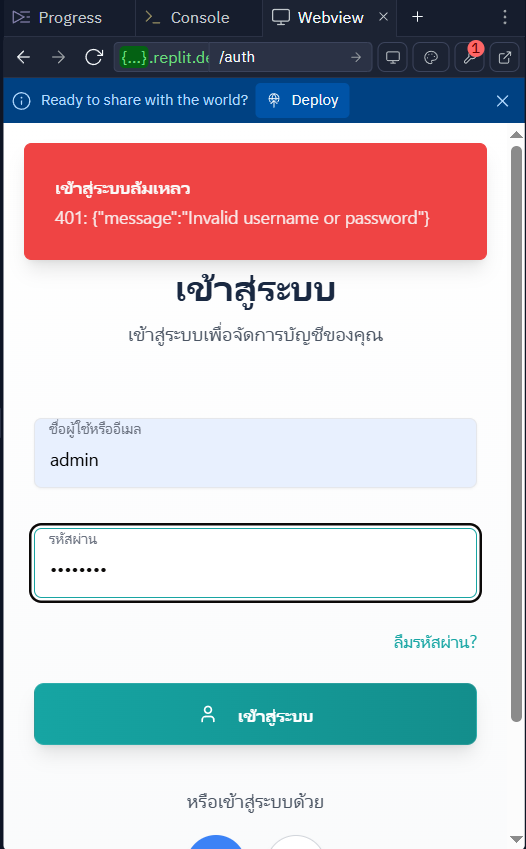 Progress
Console
Webview
{...}.replit.de /auth
1
Ready to share with the world?
Deploy
เข้าสู่ระบบล้มเหลว
401: {"message":"Invalid username or password"}
เข้าสู่ระบบ
เข้าสู่ระบบเพื่อจัดการบัญชีของคุณ
ชื่อผู้ใช้หรืออีเมล
admin
รหัสผ่าน
••••••••
ลืมรหัสผ่าน?
เข้าสู่ระบบ
หรือเข้าสู่ระบบด้วย